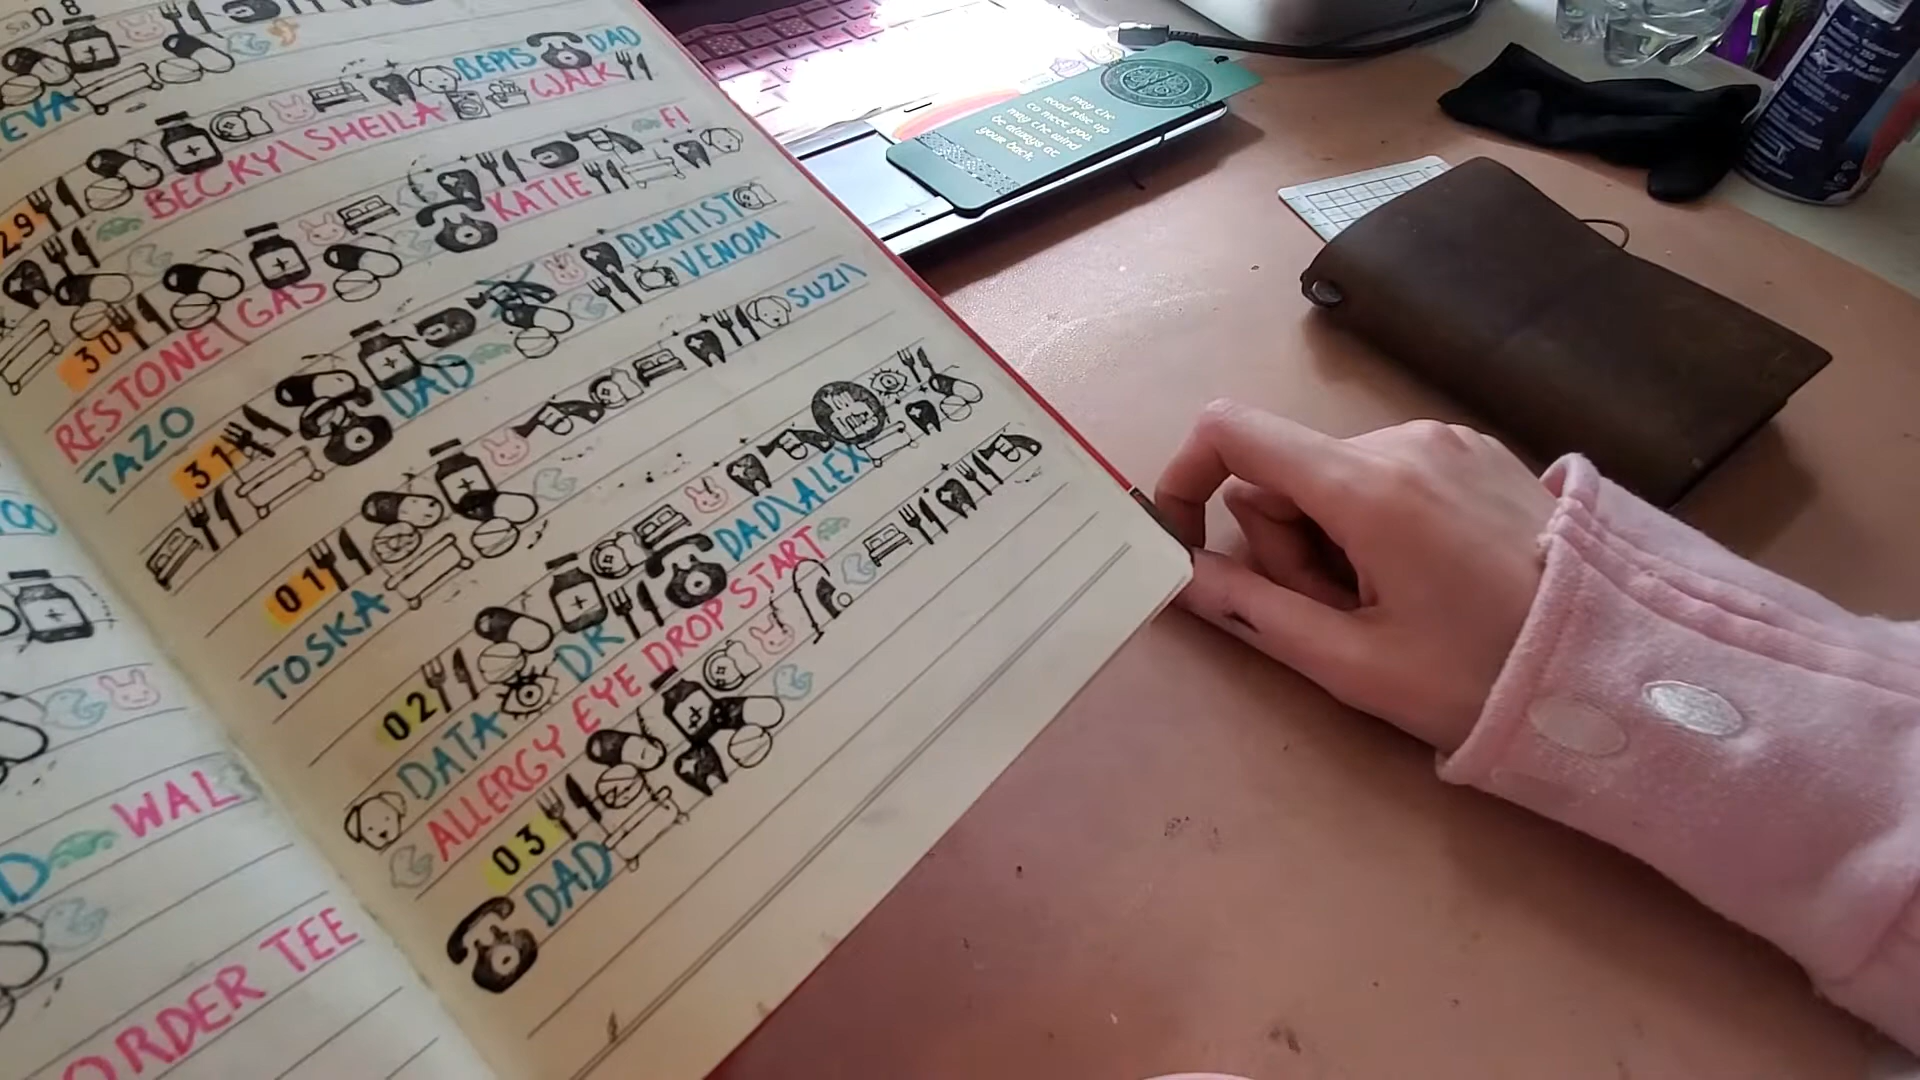 08
EVA
BEPIS DAD
29
BECKY\SHEILA WALK
FI
KATIE
30
RESTONE\GAS
DENTIST
TAZO
VENOM
31
DAD
SUZI\
01
TOSKA
DAD\ALEX
02
DATA DR
ALLERGY EYE DROP START
03
DAD
WAL
ORDER TEE
may the
road rise up
to meet you.
may the wind
be always at
your back.